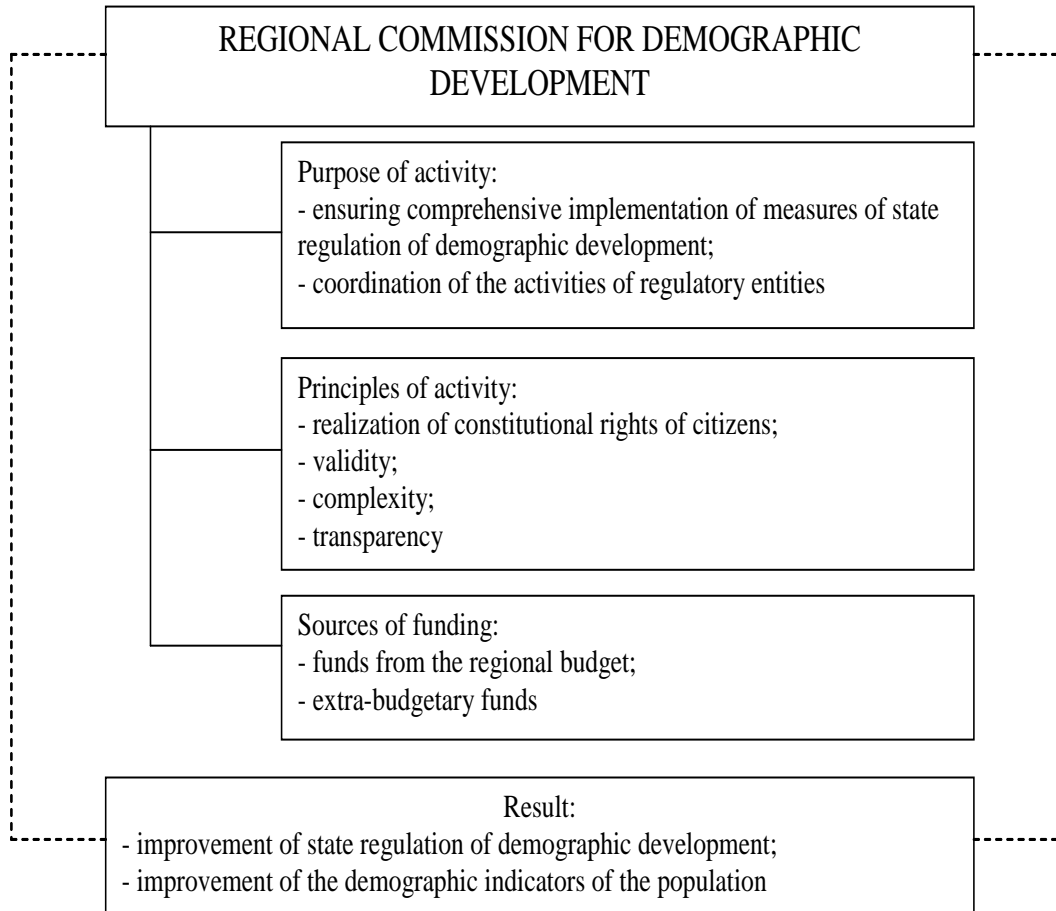 REGIONAL COMMISSION FOR DEMOGRAPHIC
DEVELOPMENT
Purpose of activity:
- ensuring comprehensive implementation of measures of state
regulation of demographic development;
- coordination of the activities of regulatory entities
Principles of activity:
- realization of constitutional rights of citizens;
- validity;
- complexity;
- transparency
Sources of funding:
- funds from the regional budget;
- extra-budgetary funds
Result:
- improvement of state regulation of demographic development;
- improvement of the demographic indicators of the population